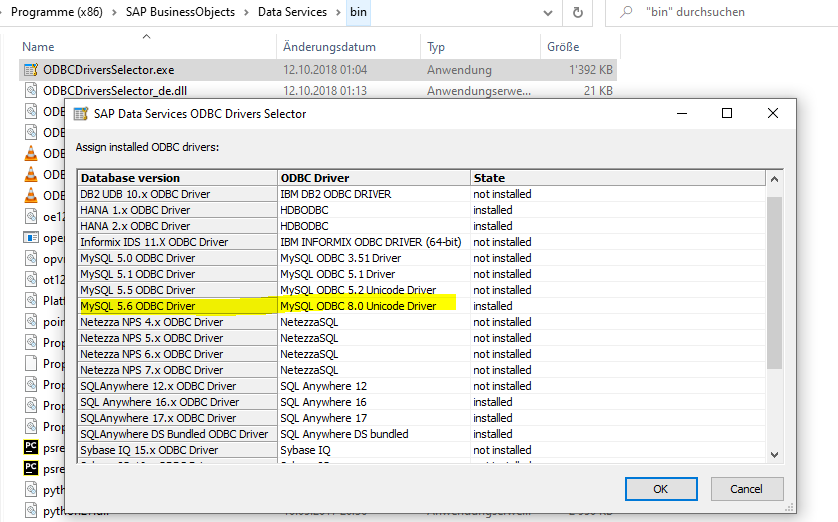 Programme (x86) > SAP BusinessObjects > Data Services > bin "bin" durchsuchen
Name Änderungsdatum Typ Größe
ODBCDriversSelector.exe 12.10.2018 01:04 Anwendung 1'392 KB
ODBCDriversSelector_de.dll 12.10.2018 01:13 Anwendungserwe... 21 KB
SAP Data Services ODBC Drivers Selector
Assign installed ODBC drivers:
Database version ODBC Driver State
DB2 UDB 10.x ODBC Driver IBM DB2 ODBC DRIVER not installed
HANA 1.x ODBC Driver HDBODBC installed
HANA 2.x ODBC Driver HDBODBC installed
Informix IDS 11.X ODBC Driver IBM INFORMIX ODBC DRIVER (64-bit) not installed
MySQL 5.0 ODBC Driver MySQL ODBC 3.51 Driver not installed
MySQL 5.1 ODBC Driver MySQL ODBC 5.1 Driver not installed
MySQL 5.5 ODBC Driver MySQL ODBC 5.2 Unicode Driver not installed
MySQL 5.6 ODBC Driver MySQL ODBC 8.0 Unicode Driver installed
Netezza NPS 4.x ODBC Driver NetezzaSQL not installed
Netezza NPS 5.x ODBC Driver NetezzaSQL not installed
Netezza NPS 6.x ODBC Driver NetezzaSQL not installed
Netezza NPS 7.x ODBC Driver NetezzaSQL not installed
SQLAnywhere 12.x ODBC Driver SQL Anywhere 12 not installed
SQL Anywhere 16.x ODBC Driver SQL Anywhere 16 installed
SQLAnywhere 17.x ODBC Driver SQL Anywhere 17 installed
SQLAnywhere DS Bundled ODBC Driver SQL Anywhere DS bundled installed
Sybase IQ 15.x ODBC Driver Sybase IQ not installed
OK Cancel
ODB
ODB
ODB
ODB
ODB
oe12
open
opv
ot12
Platf
poin
Prop
Prop
Prop
Prop
Prop
Prop
psre
psre
pyth